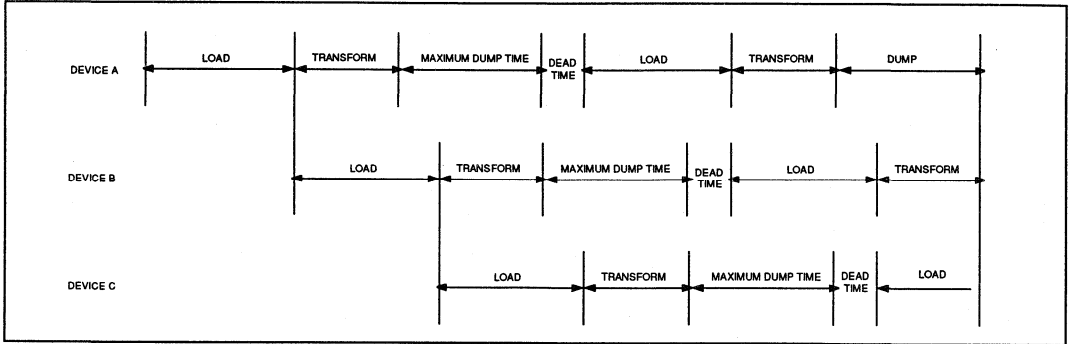 DEVICE A
LOAD
TRANSFORM
MAXIMUM DUMP TIME
DEAD
TIME
LOAD
TRANSFORM
DUMP
DEVICE B
LOAD
TRANSFORM
MAXIMUM DUMP TIME
DEAD
TIME
LOAD
TRANSFORM
DEVICE C
LOAD
TRANSFORM
MAXIMUM DUMP TIME
DEAD
TIME
LOAD